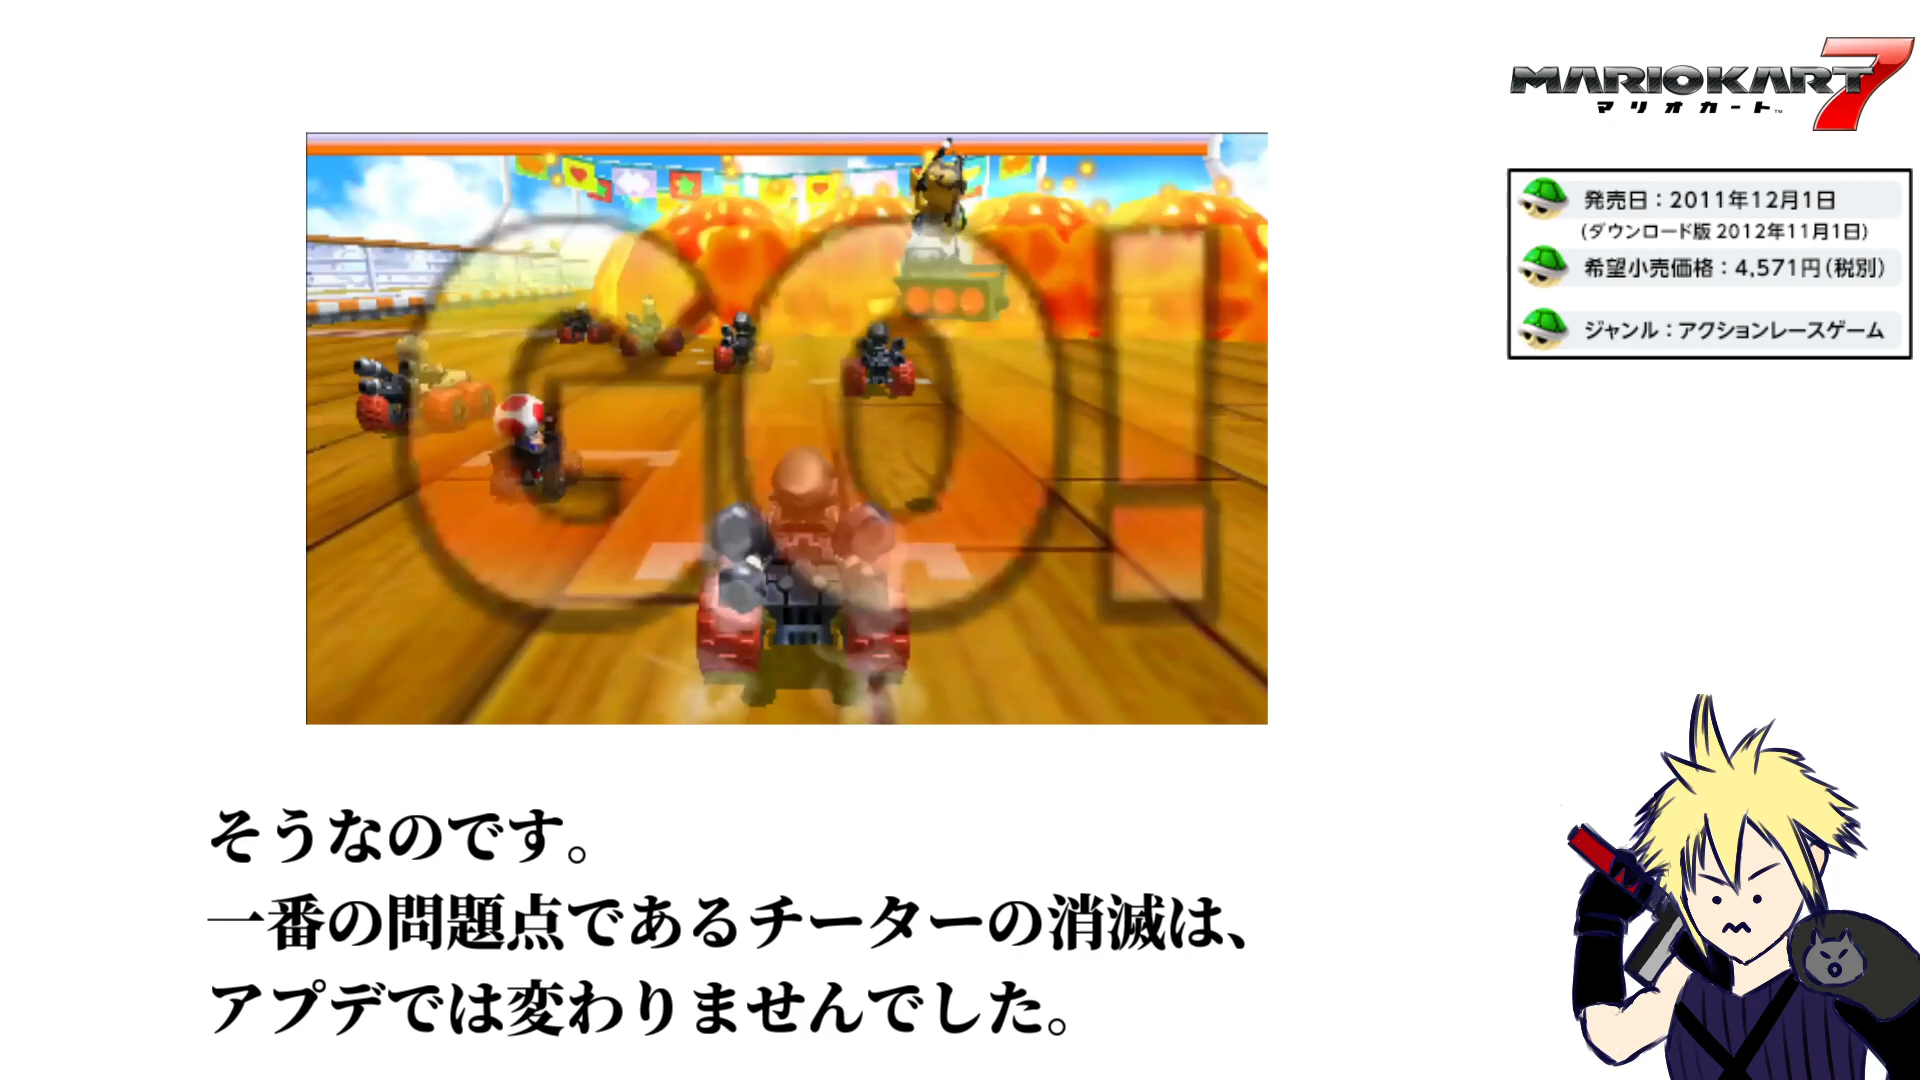 MARIOKART7
マリオカート™
発売日：2011年12月1日
(ダウンロード版 2012年11月1日)
希望小売価格：4,571円（税別）
ジャンル：アクションレースゲーム
GO!
そうなのです。
一番の問題点であるチーターの消滅は、
アプデでは変わりませんでした。